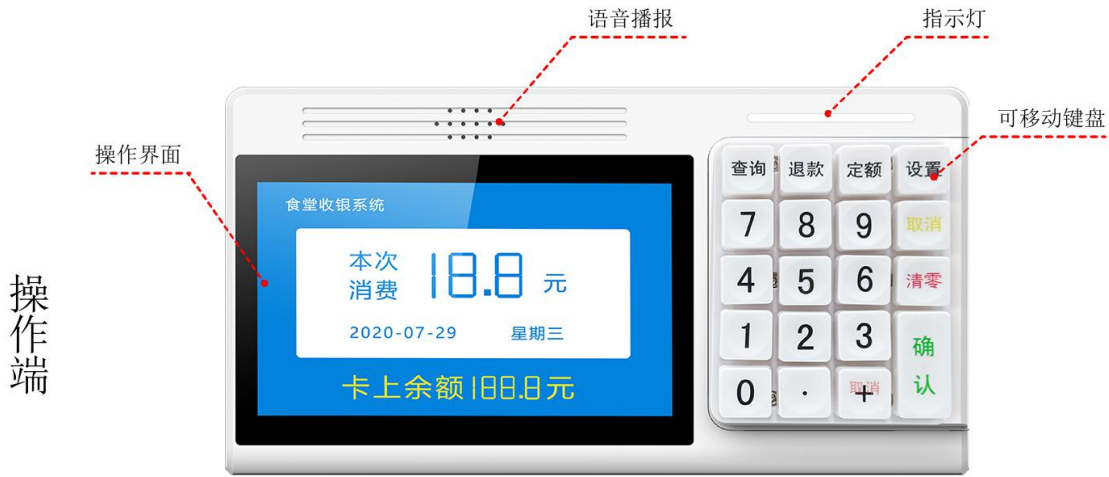 语音播报
指示灯
可移动键盘
操作界面
操作端
食堂收银系统
本次
消费
18.8 元
2020-07-29 星期三
卡上余额188.8元
查询 退款 定额 设置
7 8 9 取消
4 5 6 清零
1 2 3 确认
0 . +